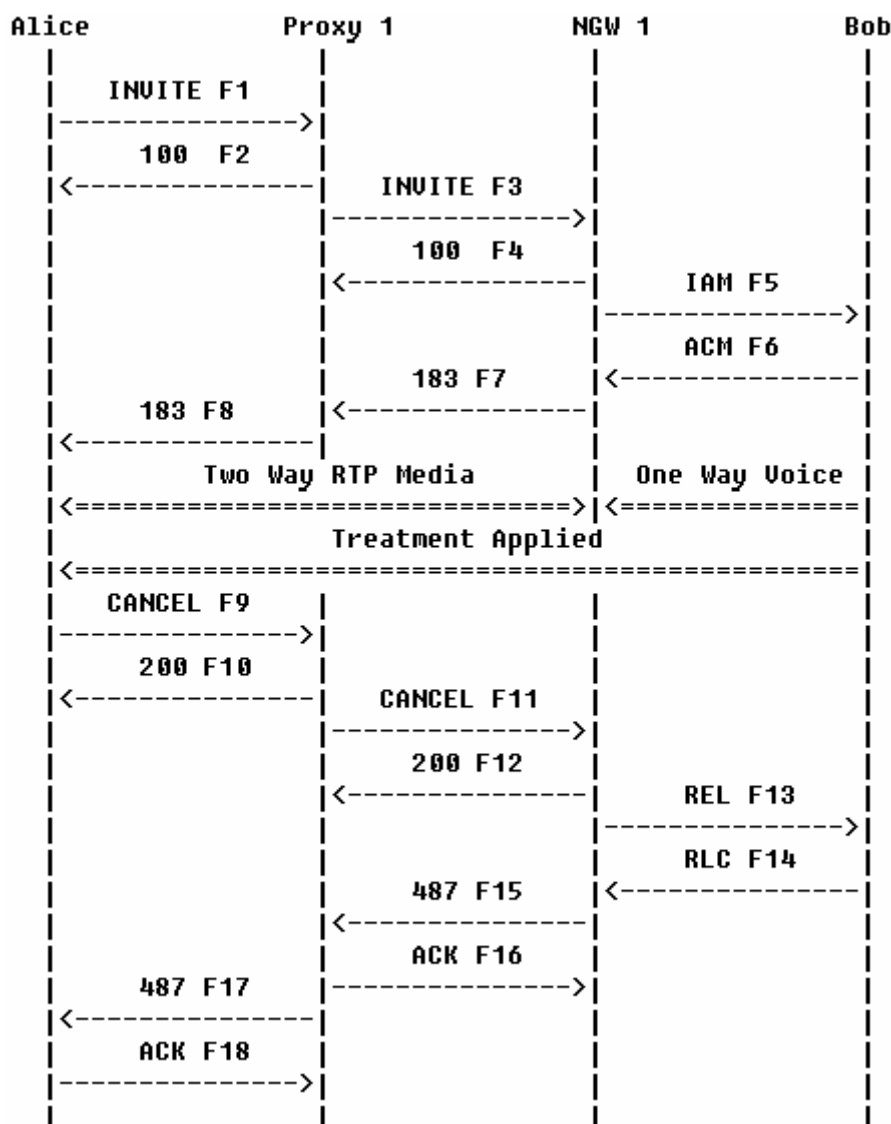 Alice Proxy 1 NGW 1 Bob
INVITE F1
100 F2
INVITE F3
100 F4
IAM F5
ACM F6
183 F7
183 F8
Two Way RTP Media One Way Voice
Treatment Applied
CANCEL F9
200 F10
CANCEL F11
200 F12
REL F13
RLC F14
487 F15
ACK F16
487 F17
ACK F18